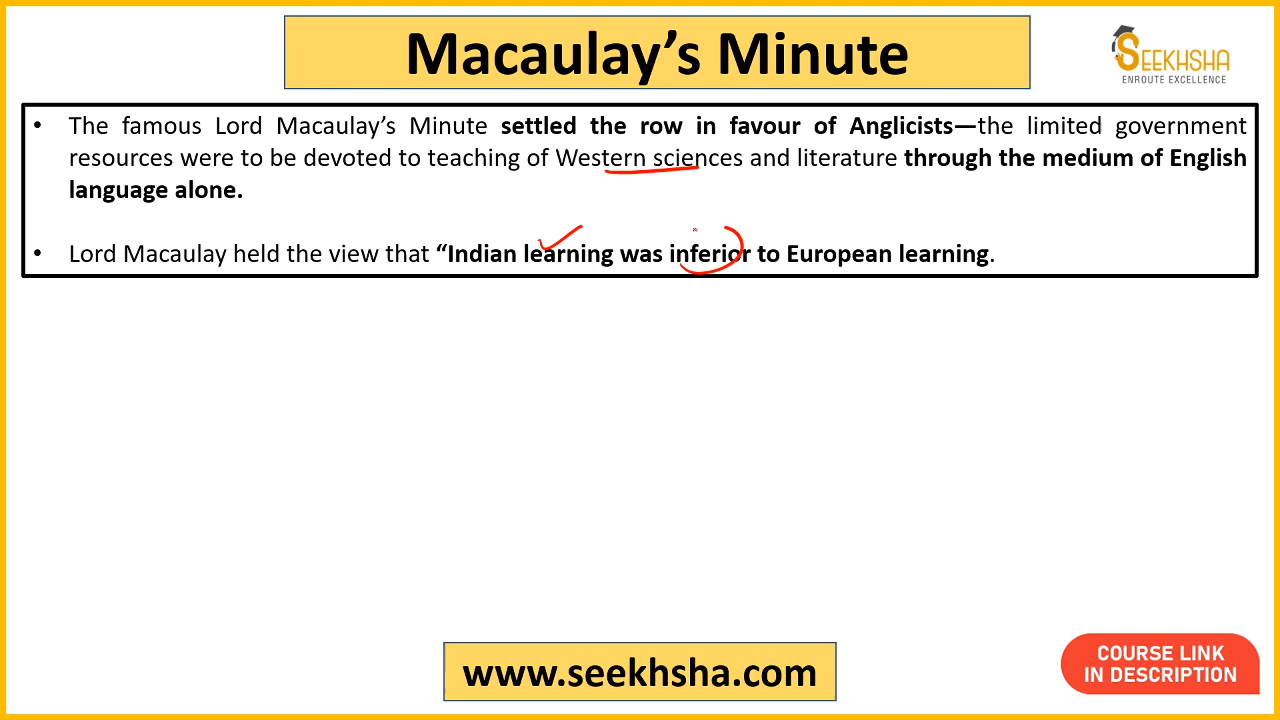 Macaulay’s Minute
SEEKHSHA
ENROUTE EXCELLENCE
• The famous Lord Macaulay’s Minute settled the row in favour of Anglicists—the limited government
resources were to be devoted to teaching of Western sciences and literature through the medium of English
language alone.
• Lord Macaulay held the view that “Indian learning was inferior to European learning.
www.seekhsha.com
COURSE LINK
IN DESCRIPTION